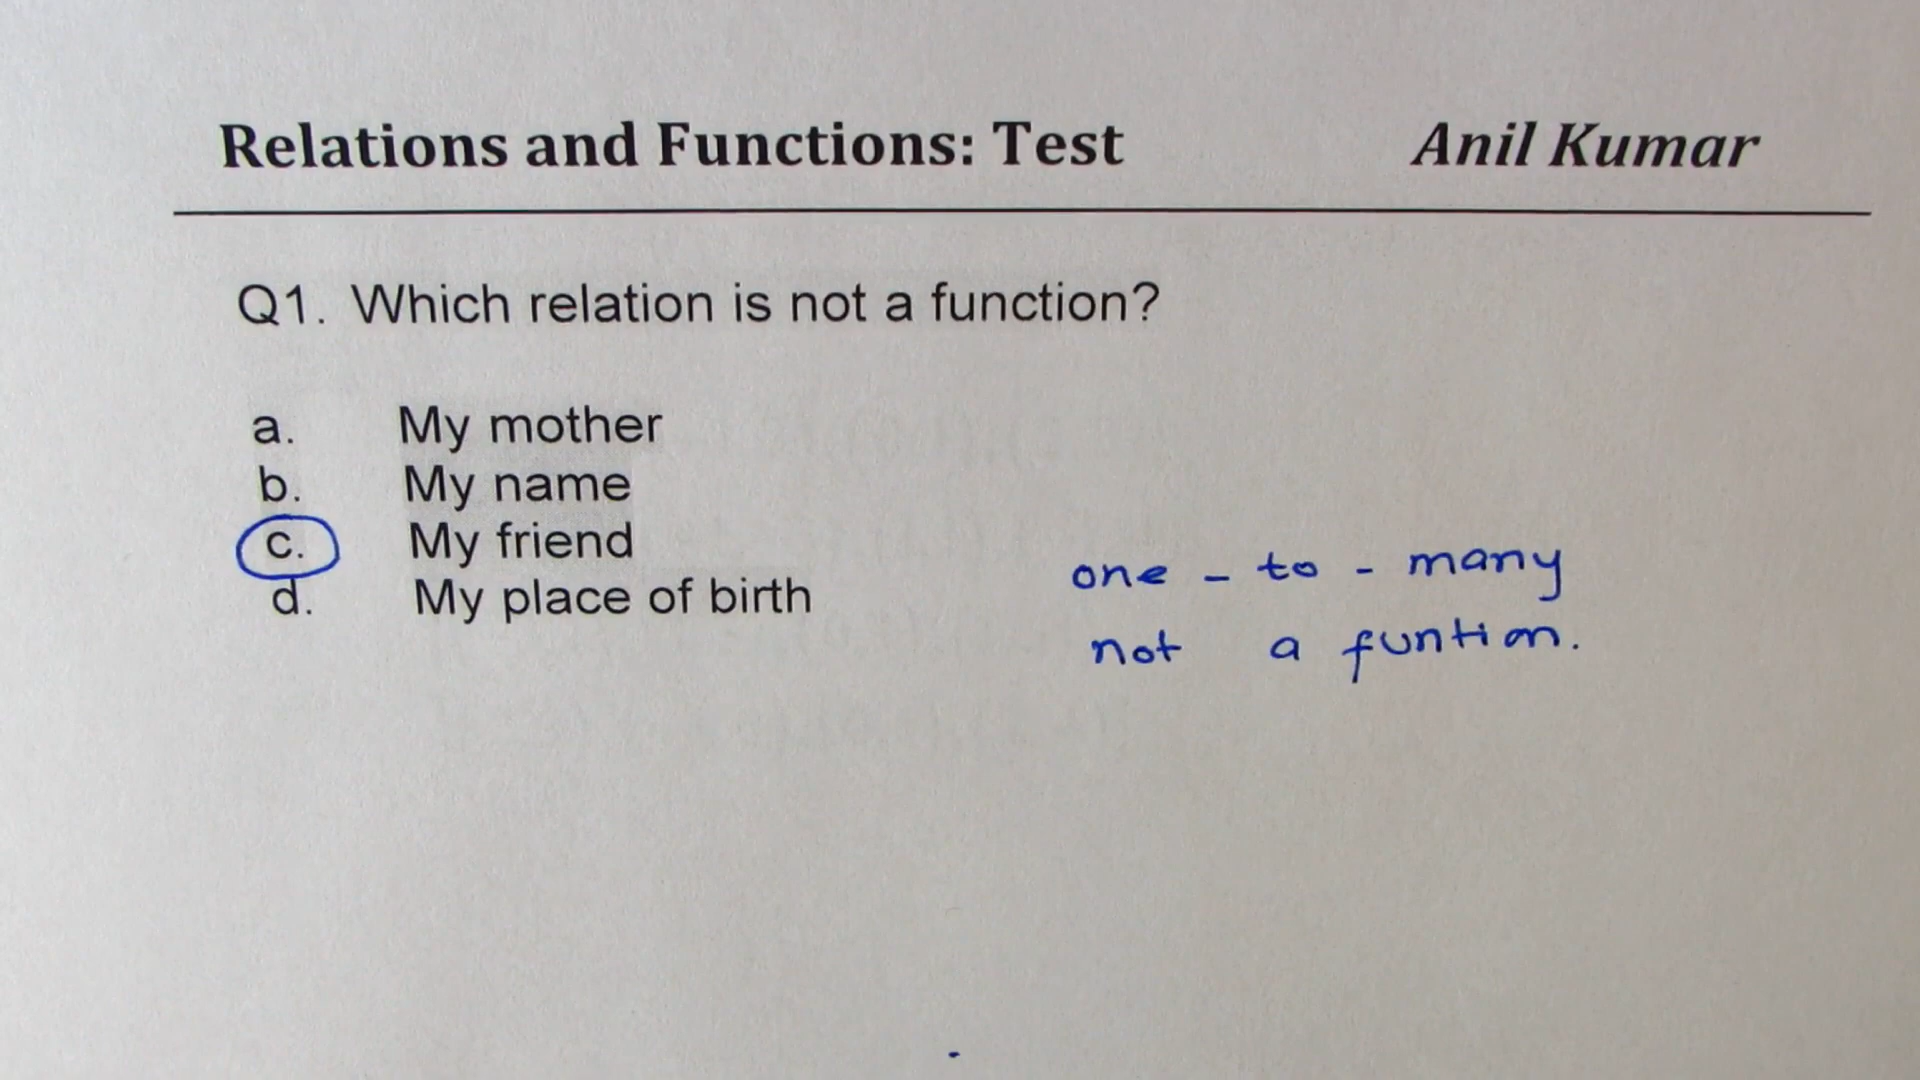 Relations and Functions: Test Anil Kumar
Q1. Which relation is not a function?
a. My mother
b. My name
c. My friend
d. My place of birth
one - to - many
not a funtion.